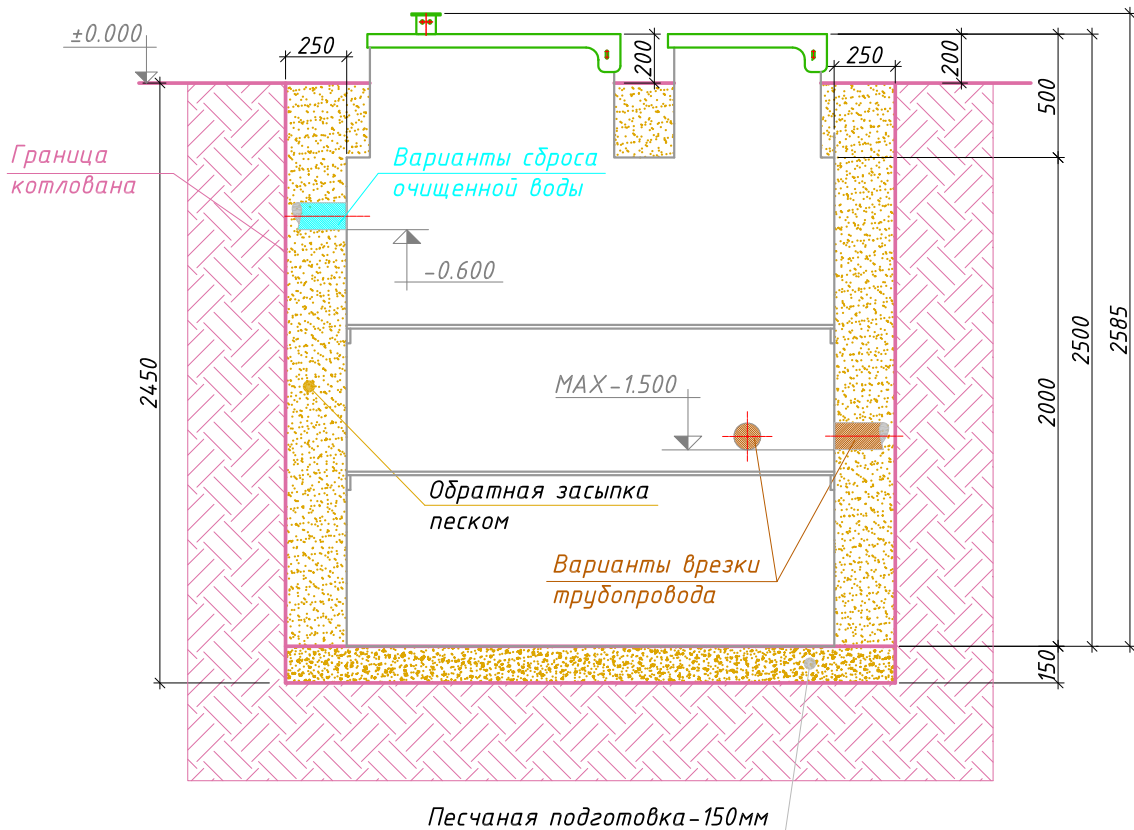 ±0.000
250
200
250
200
500
Граница
котлована
Варианты сброса
очищенной воды
-0.600
2450
MAX-1.500
2000
2500
2585
Обратная засыпка
песком
Варианты врезки
трубопровода
150
Песчаная подготовка-150мм